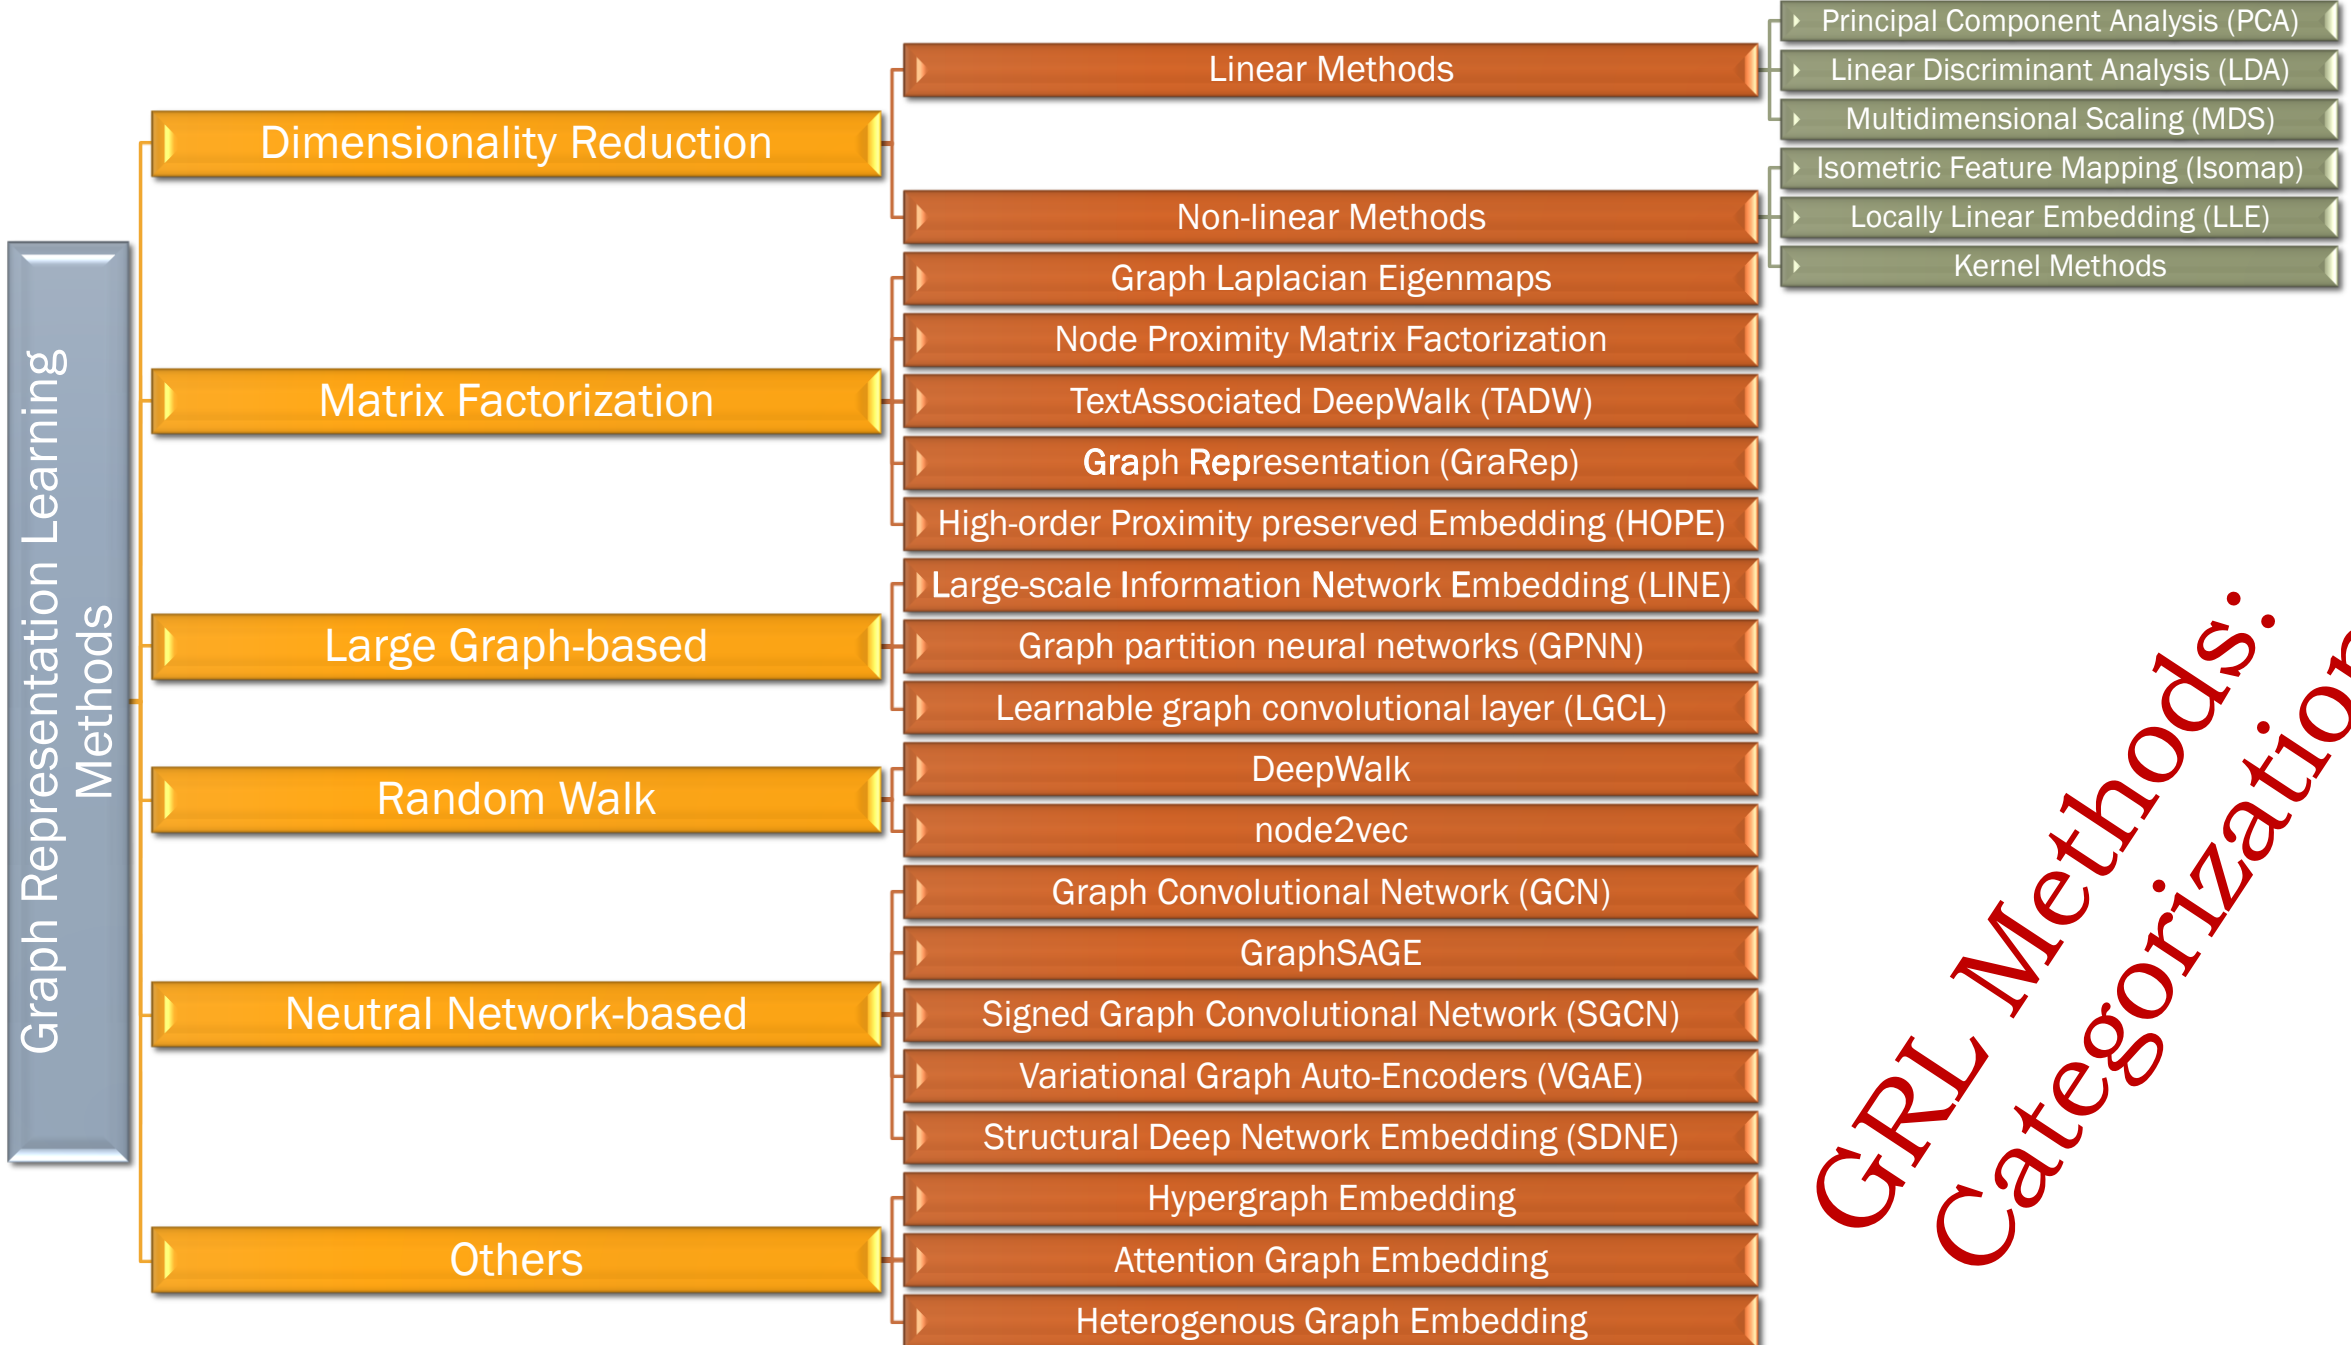 Graph Representation Learning
Methods
Dimensionality Reduction
Linear Methods
Principal Component Analysis (PCA)
Linear Discriminant Analysis (LDA)
Multidimensional Scaling (MDS)
Non-linear Methods
Isometric Feature Mapping (Isomap)
Locally Linear Embedding (LLE)
Kernel Methods
Matrix Factorization
Graph Laplacian Eigenmaps
Node Proximity Matrix Factorization
TextAssociated DeepWalk (TADW)
Graph Representation (GraRep)
High-order Proximity preserved Embedding (HOPE)
Large Graph-based
Large-scale Information Network Embedding (LINE)
Graph partition neural networks (GPNN)
Learnable graph convolutional layer (LGCL)
Random Walk
DeepWalk
node2vec
Neutral Network-based
Graph Convolutional Network (GCN)
GraphSAGE
Signed Graph Convolutional Network (SGCN)
Variational Graph Auto-Encoders (VGAE)
Structural Deep Network Embedding (SDNE)
Others
Hypergraph Embedding
Attention Graph Embedding
Heterogenous Graph Embedding
GRL Methods:
Categorization